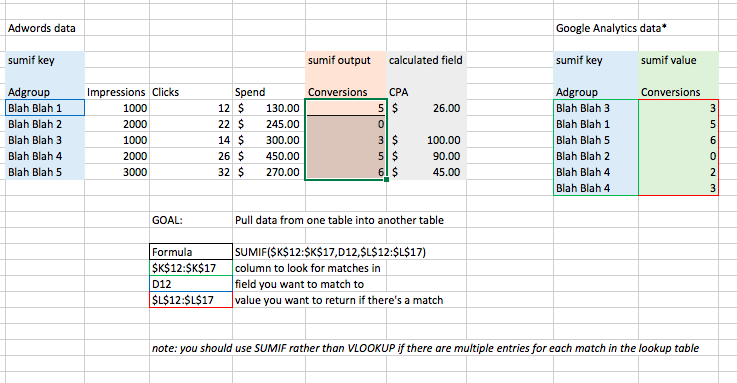 Adwords data Google Analytics data*
sumif key sumif output calculated field sumif key sumif value
Adgroup Impressions Clicks Spend Conversions CPA Adgroup Conversions
Blah Blah 1 1000 12 $ 130.00 5 $ 26.00 Blah Blah 3 3
Blah Blah 2 2000 22 $ 245.00 0 Blah Blah 1 5
Blah Blah 3 1000 14 $ 300.00 3 $ 100.00 Blah Blah 5 6
Blah Blah 4 2000 26 $ 450.00 5 $ 90.00 Blah Blah 2 0
Blah Blah 5 3000 32 $ 270.00 6 $ 45.00 Blah Blah 4 2
Blah Blah 4 3
GOAL: Pull data from one table into another table
Formula SUMIF($K$12:$K$17,D12,$L$12:$L$17)
$K$12:$K$17 column to look for matches in
D12 field you want to match to
$L$12:$L$17 value you want to return if there's a match
note: you should use SUMIF rather than VLOOKUP if there are multiple entries for each match in the lookup table